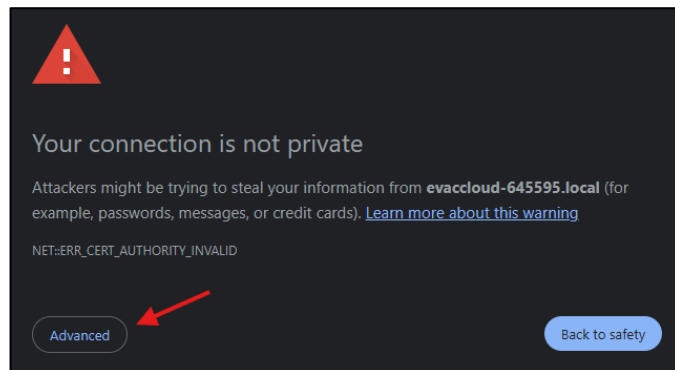 Your connection is not private
Attackers might be trying to steal your information from evaccloud-645595.local (for
example, passwords, messages, or credit cards). Learn more about this warning
NET::ERR_CERT_AUTHORITY_INVALID
Advanced
Back to safety